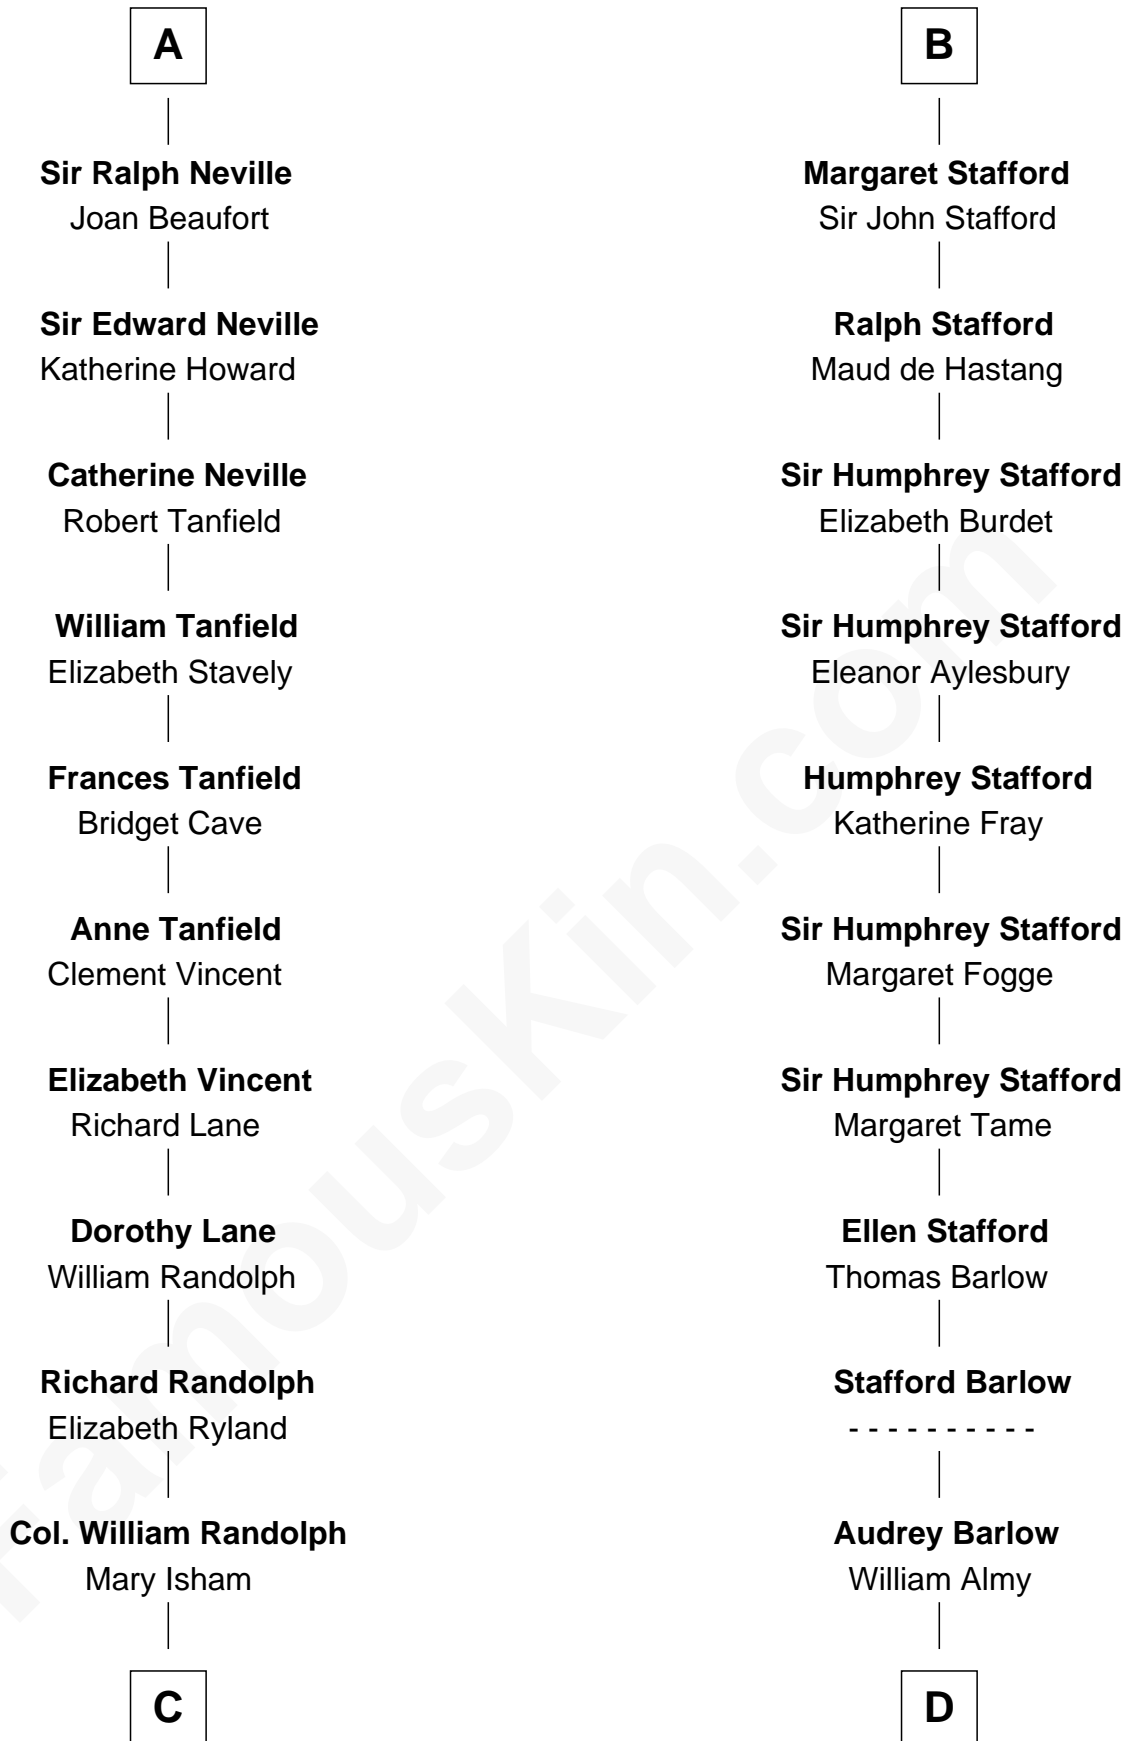 A
Sir Ralph Neville
Joan Beaufort
Sir Edward Neville
Katherine Howard
Catherine Neville
Robert Tanfield
William Tanfield
Elizabeth Stavely
Frances Tanfield
Bridget Cave
Anne Tanfield
Clement Vincent
Elizabeth Vincent
Richard Lane
Dorothy Lane
William Randolph
Richard Randolph
Elizabeth Ryland
Col. William Randolph
Mary Isham
C
B
Margaret Stafford
Sir John Stafford
Ralph Stafford
Maud de Hastang
Sir Humphrey Stafford
Elizabeth Burdet
Sir Humphrey Stafford
Eleanor Aylesbury
Humphrey Stafford
Katherine Fray
Sir Humphrey Stafford
Margaret Fogge
Sir Humphrey Stafford
Margaret Tame
Ellen Stafford
Thomas Barlow
Stafford Barlow
- - - - - - - - - -
Audrey Barlow
William Almy
D
FamousKin.com